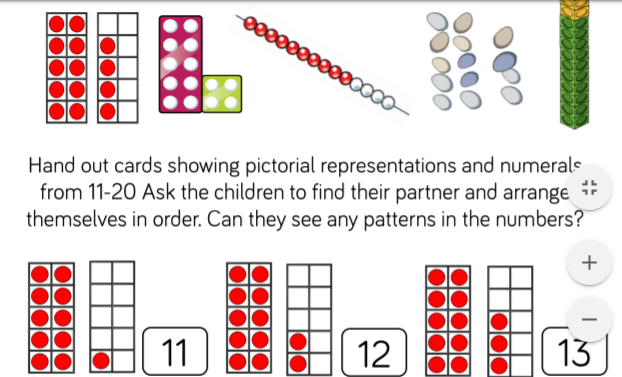 Hand out cards showing pictorial representations and numerals
from 11-20 Ask the children to find their partner and arrange
themselves in order. Can they see any patterns in the numbers?
11 12 13